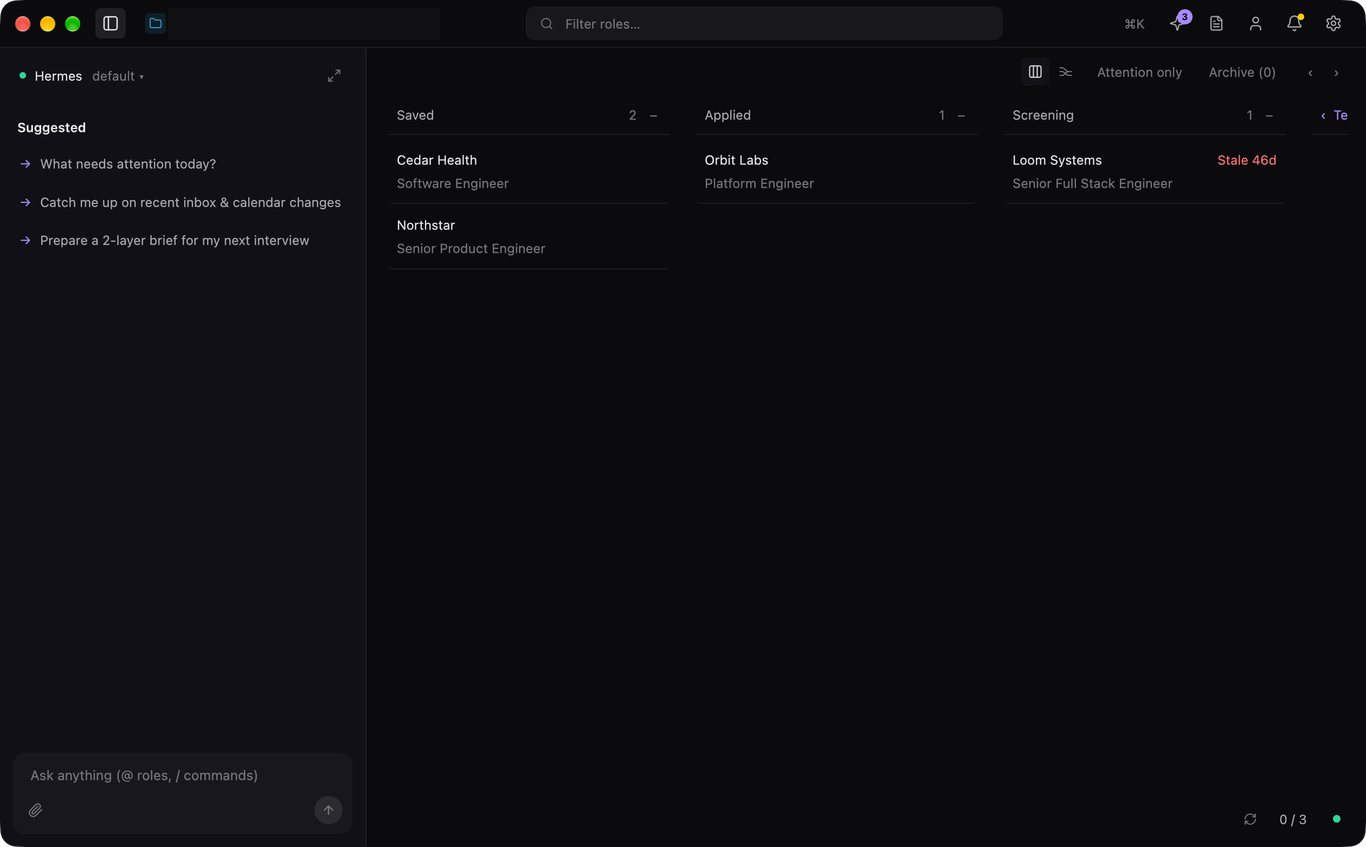 Filter roles...
⌘K
3
Hermes default ▾
Suggested
→ What needs attention today?
→ Catch me up on recent inbox & calendar changes
→ Prepare a 2-layer brief for my next interview
Ask anything (@ roles, / commands)
Attention only Archive (0) ‹ ›
Saved 2 –
Cedar Health
Software Engineer
Northstar
Senior Product Engineer
Applied 1 –
Orbit Labs
Platform Engineer
Screening 1 –
Loom Systems Stale 46d
Senior Full Stack Engineer
‹ Te
0 / 3